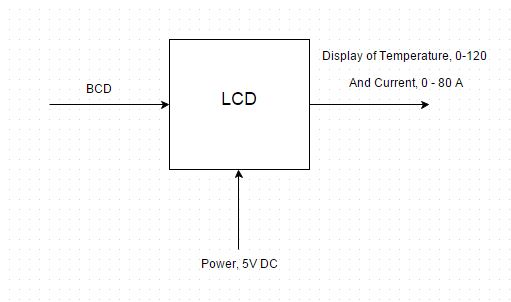 Display of Temperature, 0-120
And Current, 0 - 80 A
BCD
LCD
Power, 5V DC